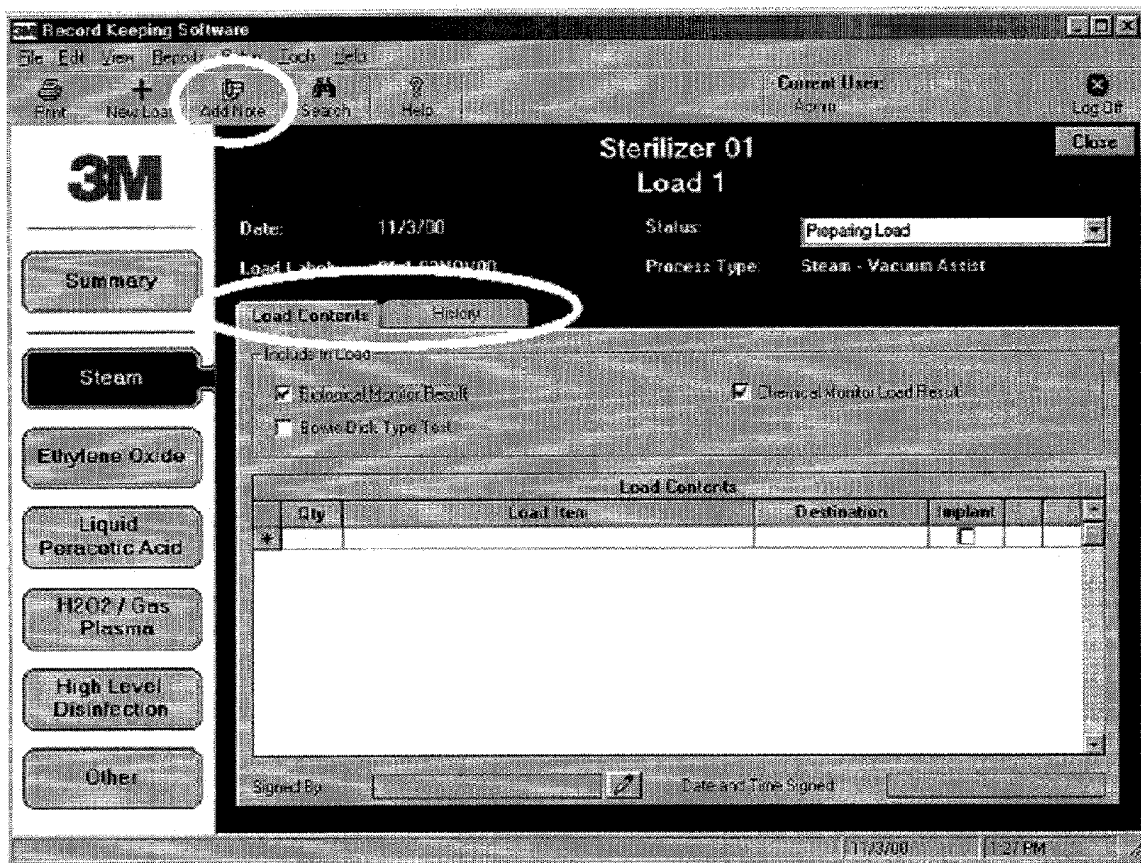 3M Record Keeping Software
File Edit View Reports Tools Help
Print New Load Add Note Search Help Current User: Admin Log Off
Close
3M
Sterilizer 01
Load 1
Date: 11/3/00 Status: Preparing Load
Load Label: Process Type: Steam - Vacuum Assist
Load Contents History
Include In Load
Biological Monitor Result Chemical Monitor Load Result
Bowie-Dick Type Test
Load Contents
Qty Load Item Destination Implant
*
Signed By Date and Time Signed
Summary
Steam
Ethylene Oxide
Liquid
Peracetic Acid
H2O2 / Gas
Plasma
High Level
Disinfection
Other
11/3/00 1:27 PM